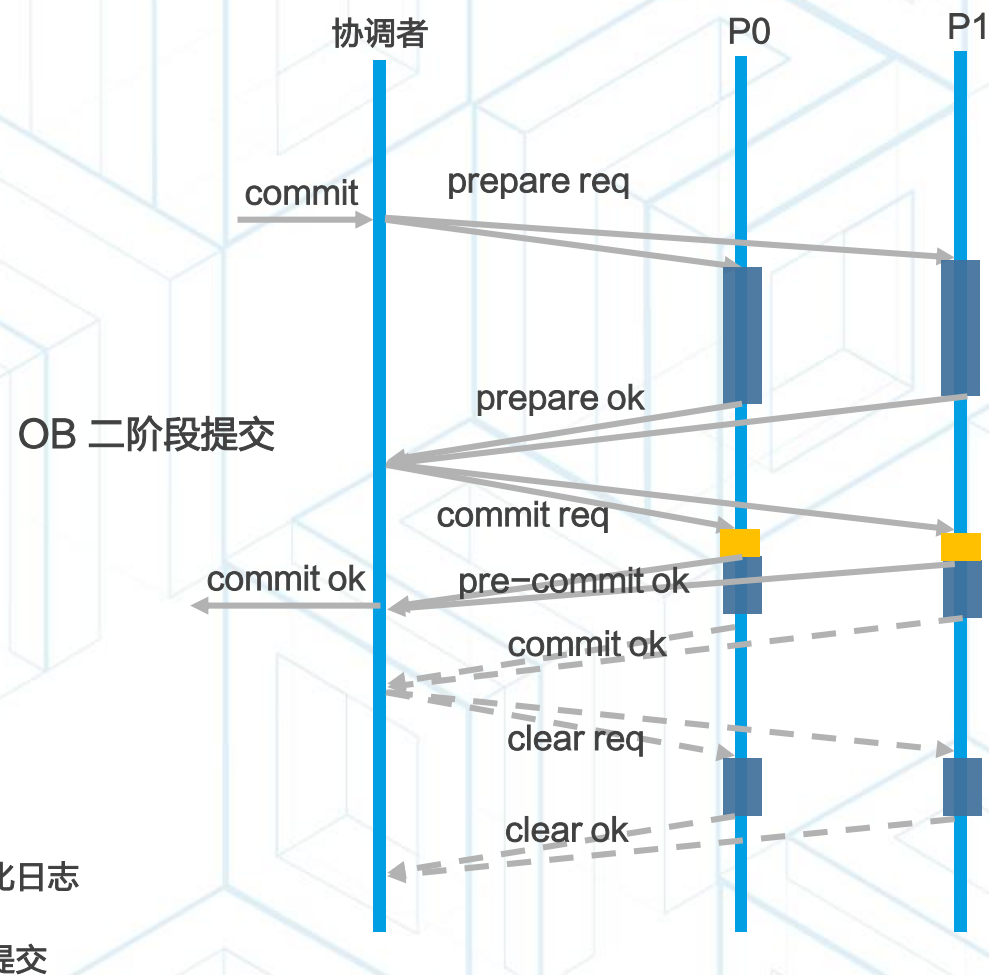 协调者
P0
P1
commit
prepare req
prepare ok
OB 二阶段提交
commit req
commit ok
pre-commit ok
commit ok
clear req
clear ok
化日志
提交